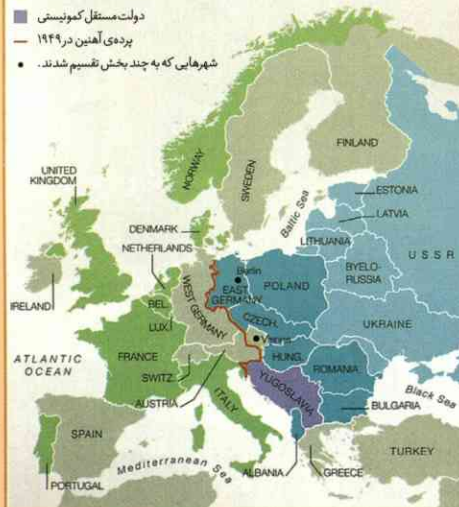 دولت مستقل کمونیستی
پرده‌ی آهنین در ۱۹۴۹
شهرهایی که به چند بخش تقسیم شدند.
FINLAND
NORWAY
SWEDEN
UNITED
KINGDOM
ESTONIA
Baltic Sea
LATVIA
DENMARK
NETHERLANDS
LITHUANIA
USSR
IRELAND
Berlin
EAST
GERMANY
POLAND
BYELO-
RUSSIA
BEL.
WEST GERMANY
LUX.
CZECH.
UKRAINE
Vienna
ATLANTIC
OCEAN
FRANCE
SWITZ.
HUNG.
ROMANIA
AUSTRIA
ITALY
YUGOSLAVIA
Black Sea
BULGARIA
SPAIN
PORTUGAL
Mediterranean Sea
ALBANIA
GREECE
TURKEY